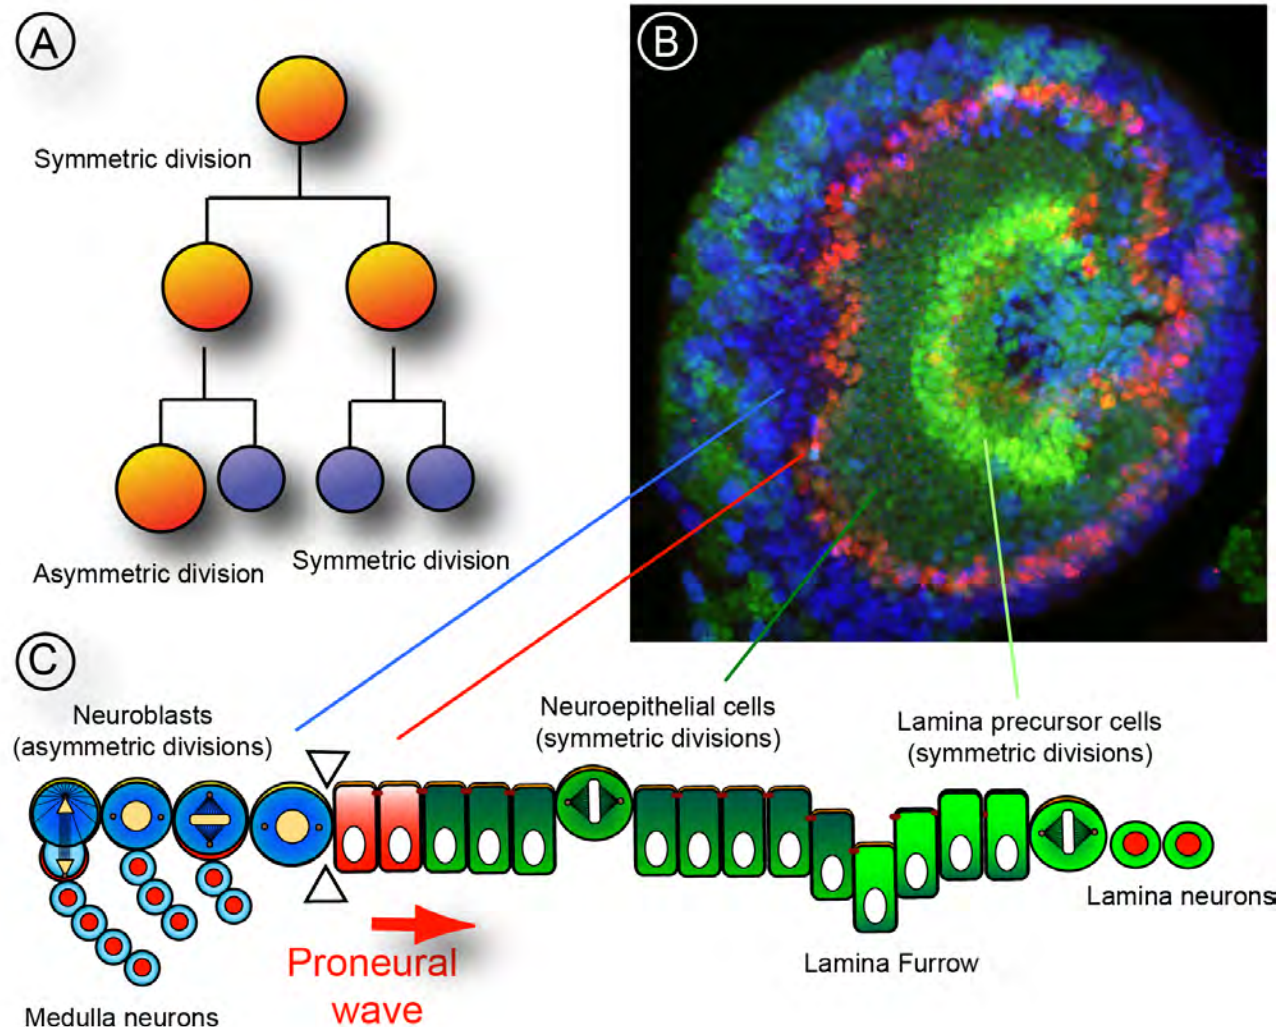 A
Symmetric division
Asymmetric division
Symmetric division
B
C
Neuroblasts
(asymmetric divisions)
Neuroepithelial cells
(symmetric divisions)
Lamina precursor cells
(symmetric divisions)
Lamina neurons
Lamina Furrow
Proneural
wave
Medulla neurons